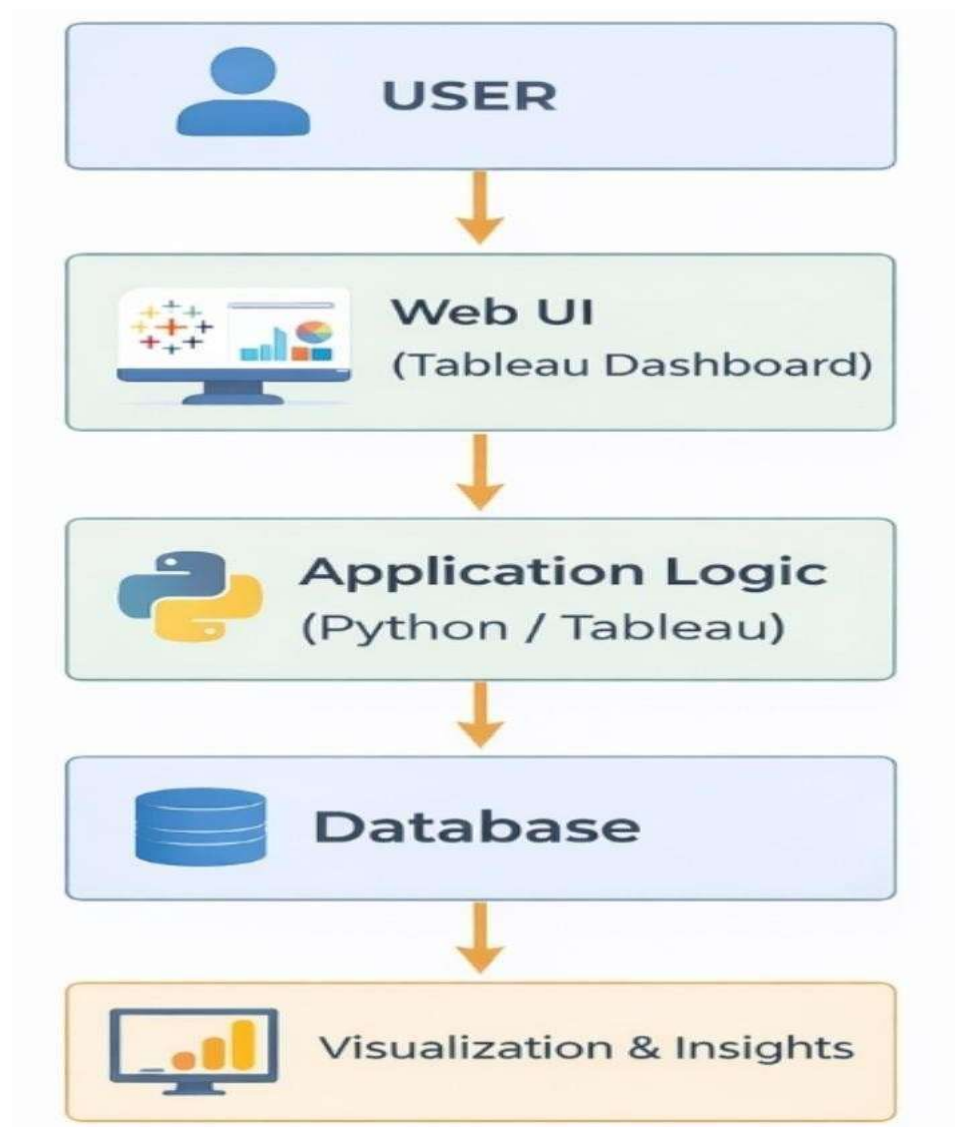 USER
Web UI
(Tableau Dashboard)
Application Logic
(Python / Tableau)
Database
Visualization & Insights